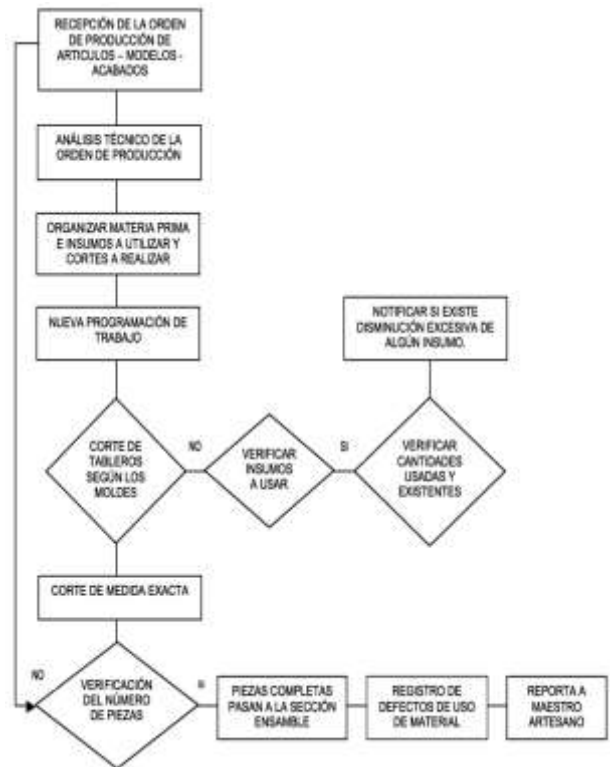 RECEPCIÓN DE LA ORDEN
DE PRODUCCIÓN DE
ARTICULOS – MODELOS -
ACABADOS
ANÁLISIS TÉCNICO DE LA
ORDEN DE PRODUCCIÓN
ORGANIZAR MATERIA PRIMA
E INSUMOS A UTILIZAR Y
CORTES A REALIZAR
NUEVA PROGRAMACIÓN DE
TRABAJO
NOTIFICAR SI EXISTE
DISMINUCIÓN EXCESIVA DE
ALGÚN INSUMO.
CORTE DE
TABLEROS
SEGÚN LOS
MOLDES
NO
VERIFICAR
INSUMOS
A USAR
SI
VERIFICAR
CANTIDADES
USADAS Y
EXISTENTES
CORTE DE MEDIDA EXACTA
NO
VERIFICACIÓN
DEL NÚMERO
DE PIEZAS
SI
PIEZAS COMPLETAS
PASAN A LA SECCIÓN
ENSAMBLE
REGISTRO DE
DEFECTOS DE USO
DE MATERIAL
REPORTA A
MAESTRO
ARTESANO